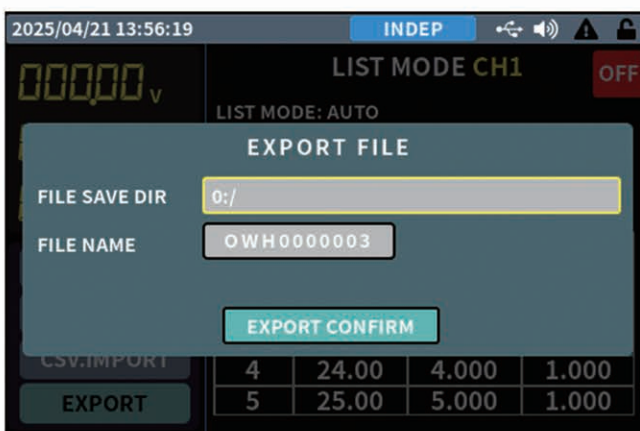 2025/04/21 13:56:19 INDEP
000.00 V
LIST MODE CH1 OFF
LIST MODE: AUTO
EXPORT FILE
FILE SAVE DIR 0:/
FILE NAME OWH0000003
EXPORT CONFIRM
CSV.IMPORT
4 24.00 4.000 1.000
EXPORT
5 25.00 5.000 1.000